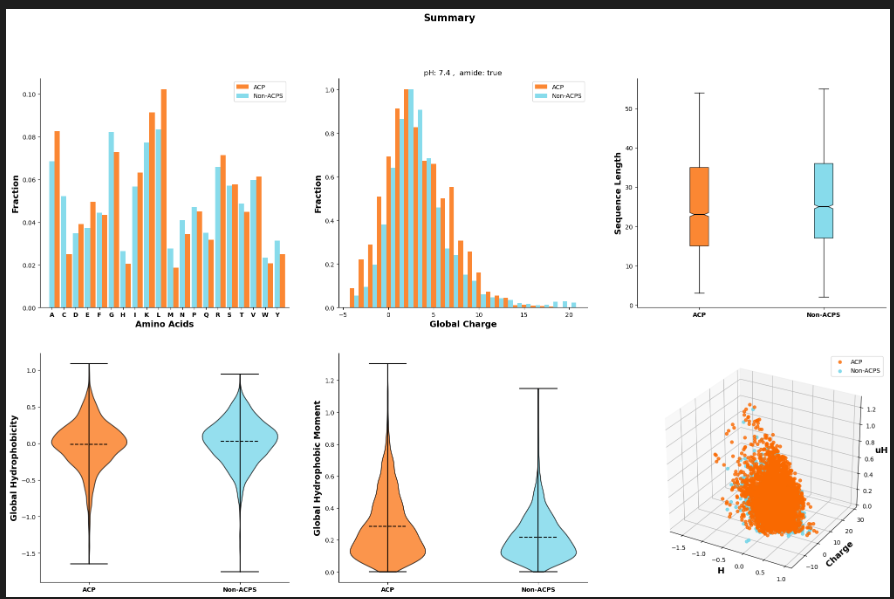 Summary
pH: 7.4 , amide: true
ACP
Non-ACPS
Fraction
0.10
0.08
0.06
0.04
0.02
0.00
A C D E F G H I K L M N P Q R S T V W Y
Amino Acids
ACP
Non-ACPS
Fraction
1.0
0.8
0.6
0.4
0.2
0.0
−5 0 5 10 15 20
Global Charge
Sequence Length
50
40
30
20
10
0
ACP Non-ACPS
Global Hydrophobicity
1.0
0.5
0.0
−0.5
−1.0
−1.5
ACP Non-ACPS
Global Hydrophobic Moment
1.2
1.0
0.8
0.6
0.4
0.2
0.0
ACP Non-ACPS
ACP
Non-ACPS
1.2
1.0
0.8
0.6
0.4
0.2
0.0
uH
−1.5 −1.0 −0.5 0.0 0.5 1.0
H
−10 0 10 20 30
Charge